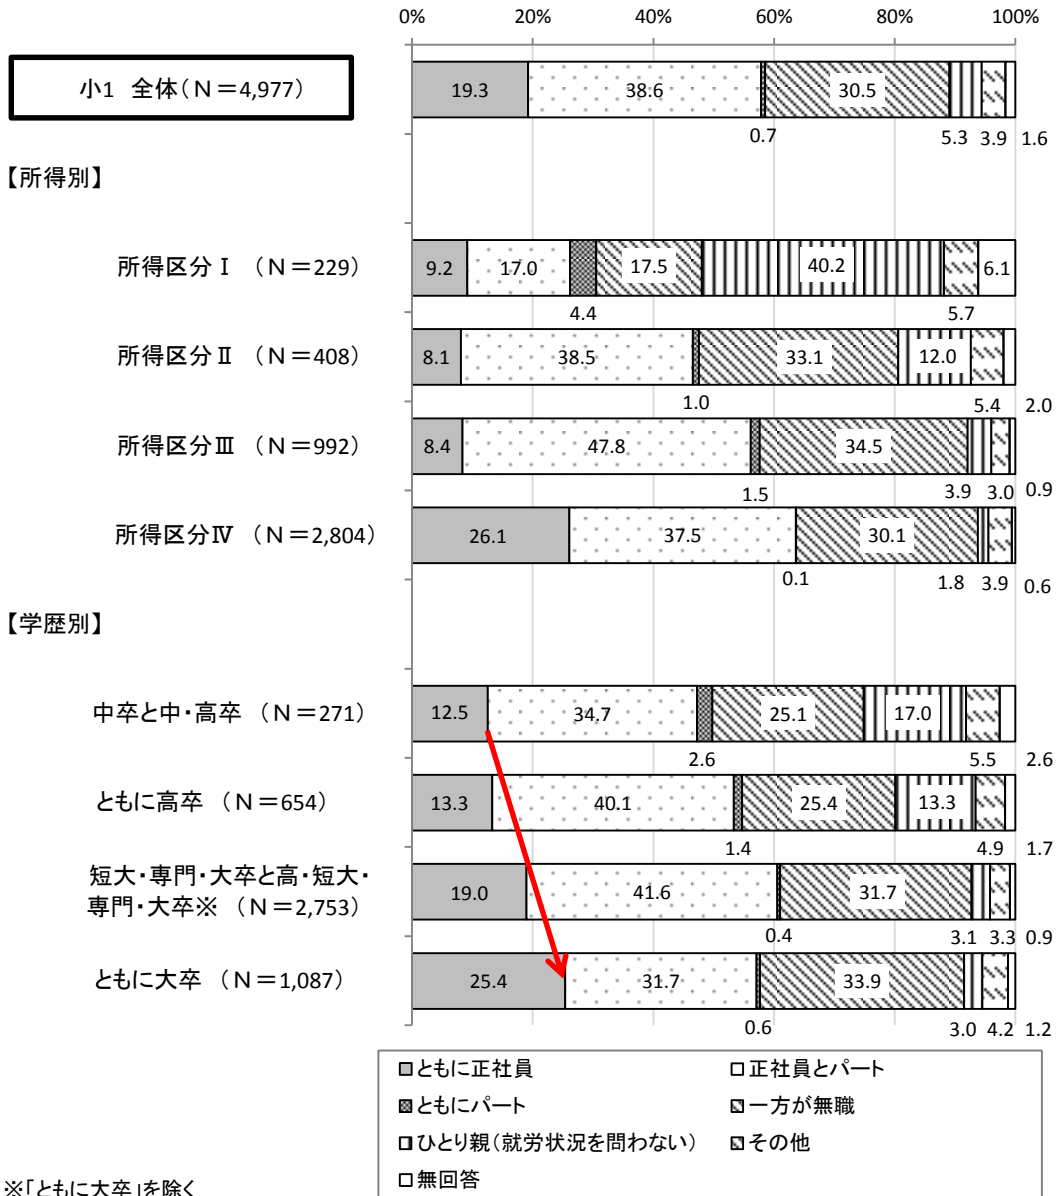 0% 20% 40% 60% 80% 100%
小1 全体(N=4,977)
19.3 38.6 30.5
0.7 5.3 3.9 1.6
【所得別】
所得区分Ⅰ (N=229)
9.2 17.0 17.5 40.2 6.1
4.4 5.7
所得区分Ⅱ (N=408)
8.1 38.5 33.1 12.0
1.0 5.4 2.0
所得区分Ⅲ (N=992)
8.4 47.8 34.5
1.5 3.9 3.0 0.9
所得区分Ⅳ (N=2,804)
26.1 37.5 30.1
0.1 1.8 3.9 0.6
【学歴別】
中卒と中・高卒 (N=271)
12.5 34.7 25.1 17.0
2.6 5.5 2.6
ともに高卒 (N=654)
13.3 40.1 25.4 13.3
1.4 4.9 1.7
短大・専門・大卒と高・短大・
専門・大卒※ (N=2,753)
19.0 41.6 31.7
0.4 3.1 3.3 0.9
ともに大卒 (N=1,087)
25.4 31.7 33.9
0.6 3.0 4.2 1.2
ともに正社員 正社員とパート
ともにパート 一方が無職
ひとり親(就労状況を問わない) その他
無回答
※「ともに大卒」を除く